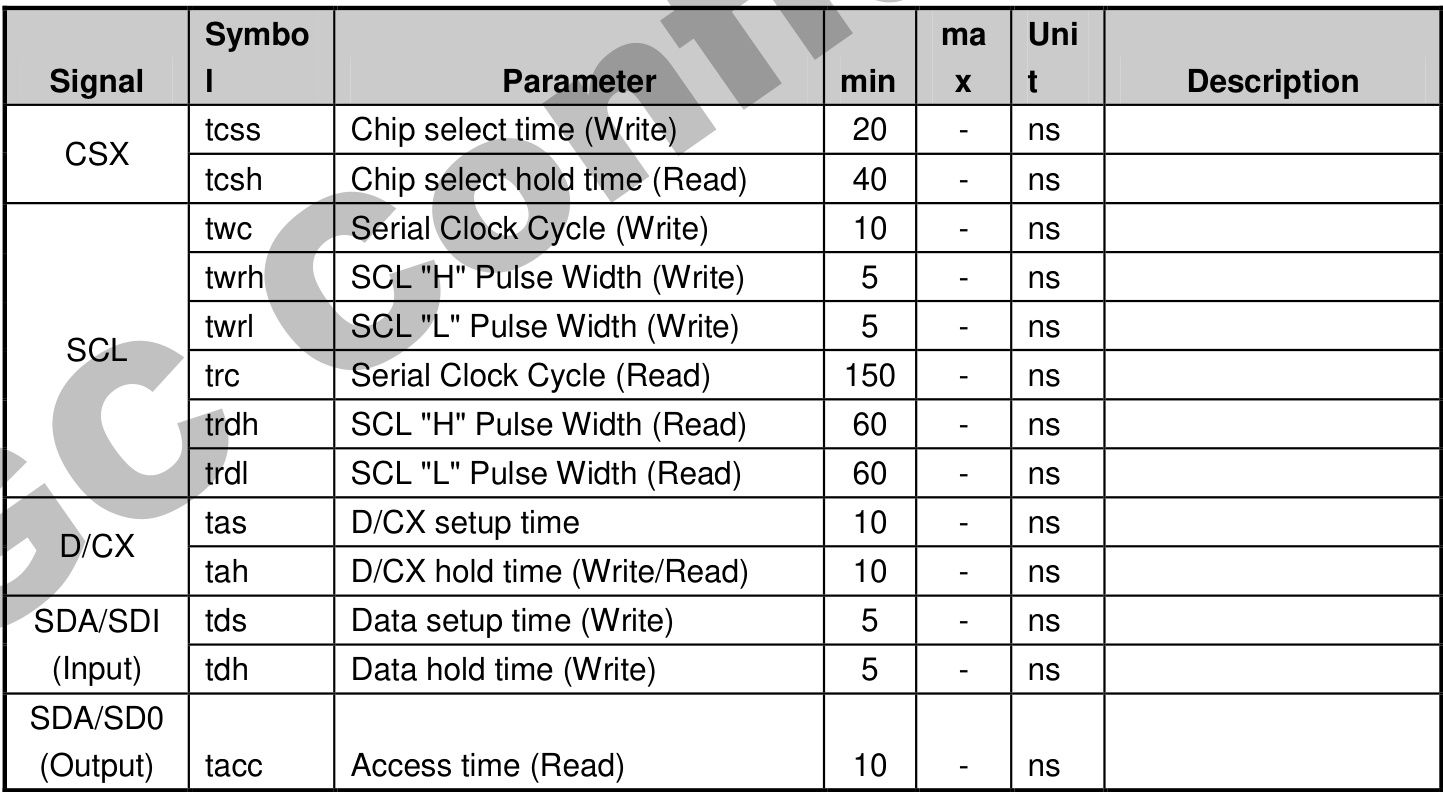 Signal Symbo
l Parameter min ma
x Uni
t Description
CSX tcss Chip select time (Write) 20 - ns
tcsh Chip select hold time (Read) 40 - ns
SCL twc Serial Clock Cycle (Write) 10 - ns
twrh SCL "H" Pulse Width (Write) 5 - ns
twrl SCL "L" Pulse Width (Write) 5 - ns
trc Serial Clock Cycle (Read) 150 - ns
trdh SCL "H" Pulse Width (Read) 60 - ns
trdl SCL "L" Pulse Width (Read) 60 - ns
D/CX tas D/CX setup time 10 - ns
tah D/CX hold time (Write/Read) 10 - ns
SDA/SDI
(Input) tds Data setup time (Write) 5 - ns
tdh Data hold time (Write) 5 - ns
SDA/SD0
(Output) tacc Access time (Read) 10 - ns